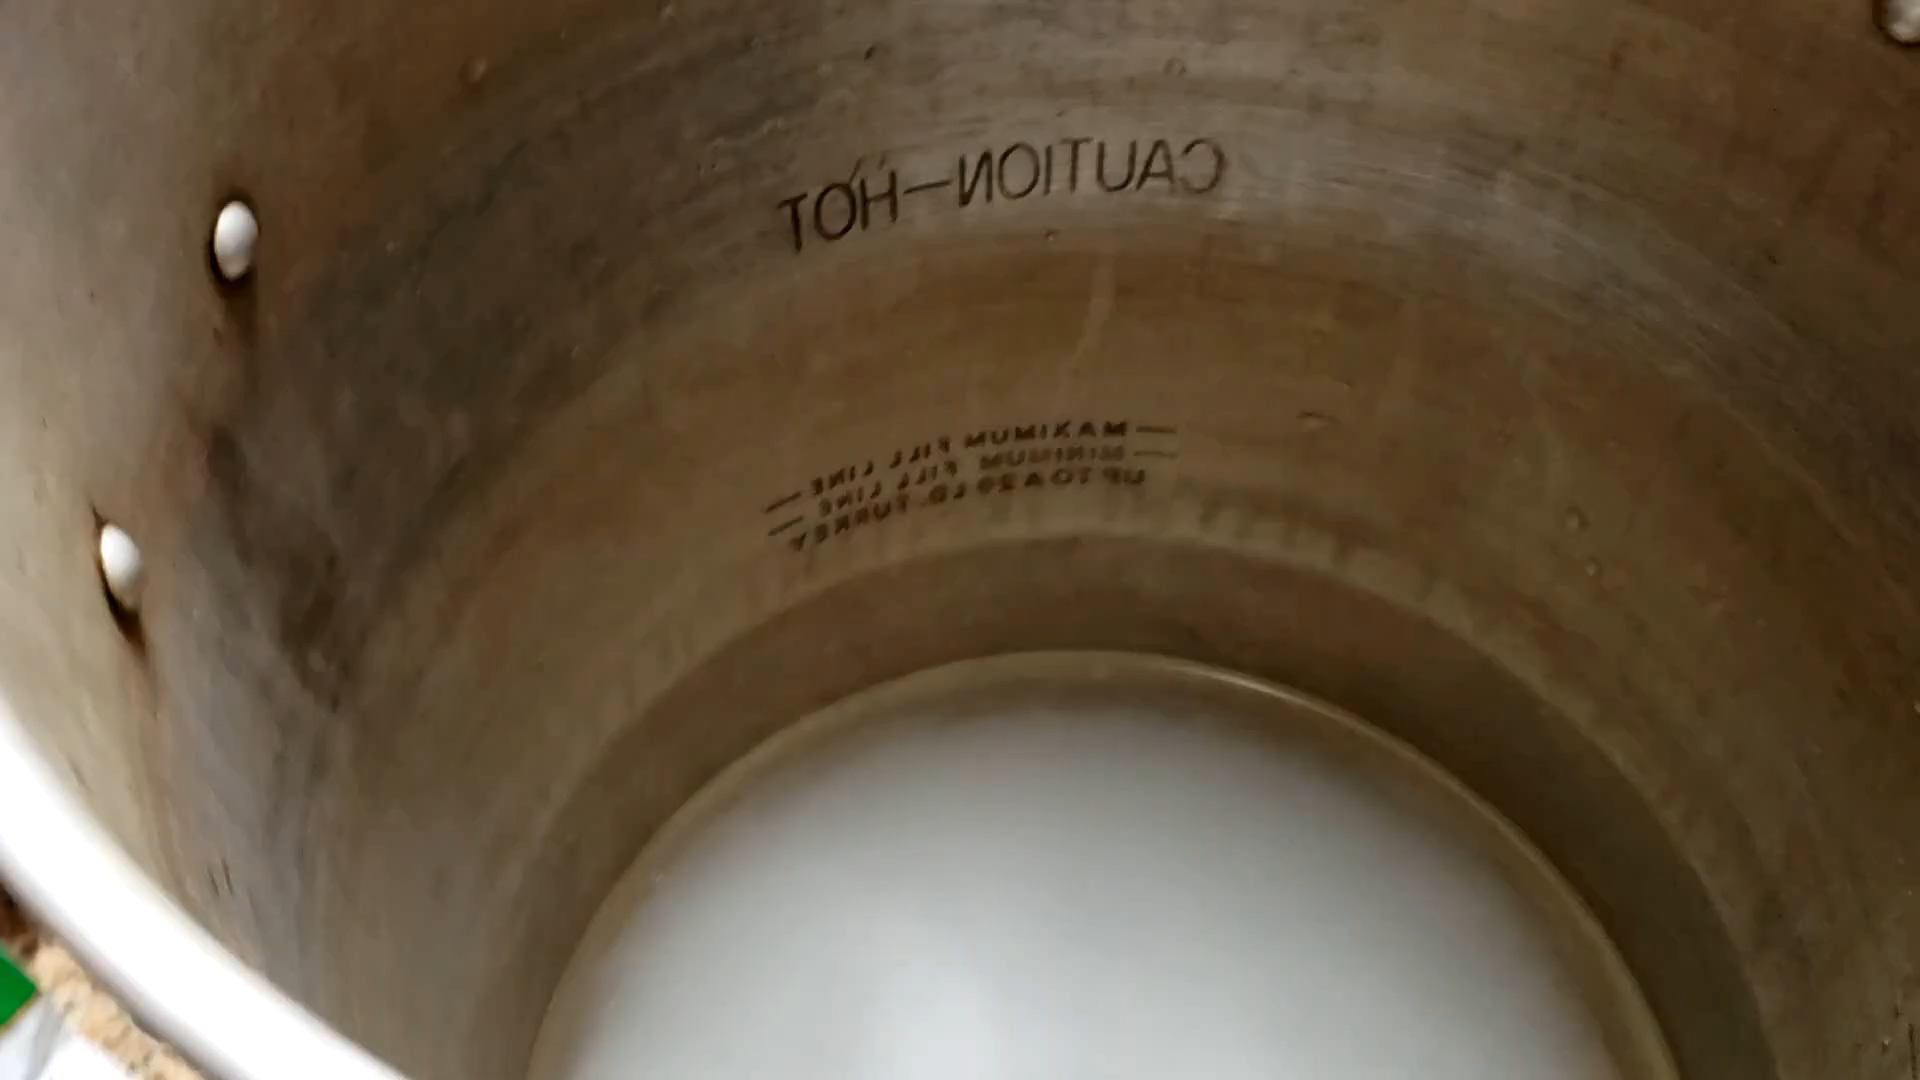 CAUTION—HOT
— MAXIMUM FILL LINE —
— MINIMUM FILL LINE —
UP TO A 20 LB. TURKEY